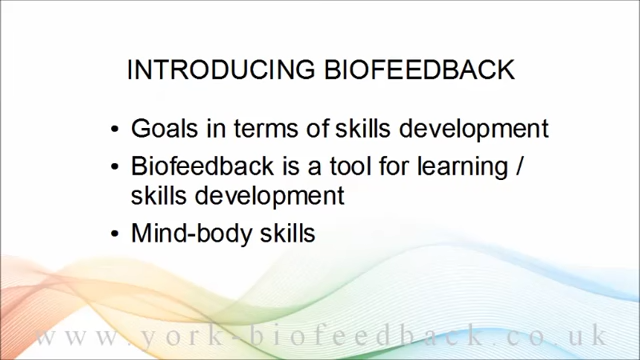 INTRODUCING BIOFEEDBACK
• Goals in terms of skills development
• Biofeedback is a tool for learning /
skills development
• Mind-body skills
www.york-biofeedback.co.uk